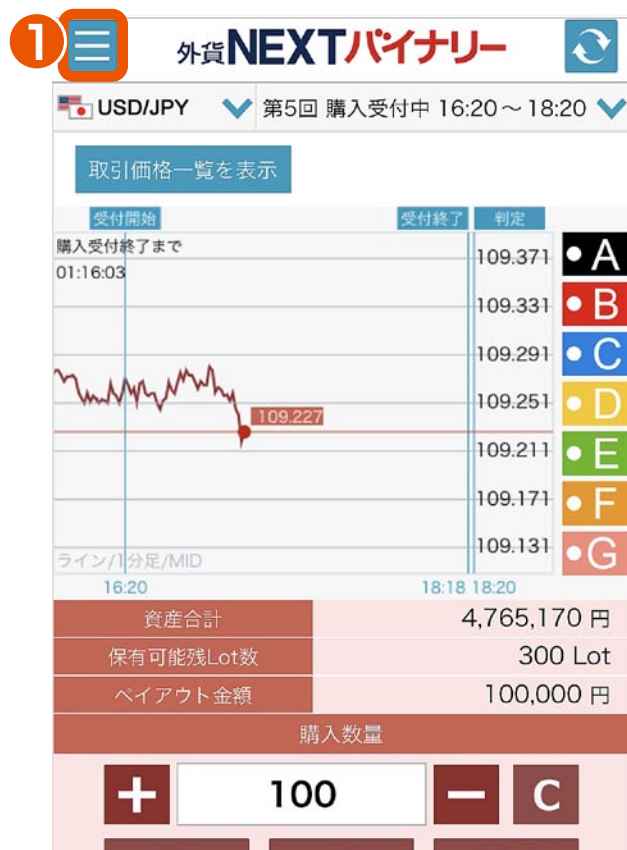 1
外貨NEXTバイナリー
USD/JPY 第5回 購入受付中 16:20～18:20
取引価格一覧を表示
受付開始 受付終了 判定
購入受付終了まで
01:16:03
109.371 A
109.331 B
109.291 C
109.251 D
109.227
109.211 E
109.171 F
109.131 G
ライン/1分足/MID
16:20 18:18 18:20
資産合計 4,765,170 円
保有可能残Lot数 300 Lot
ペイアウト金額 100,000 円
購入数量
+ 100 − C